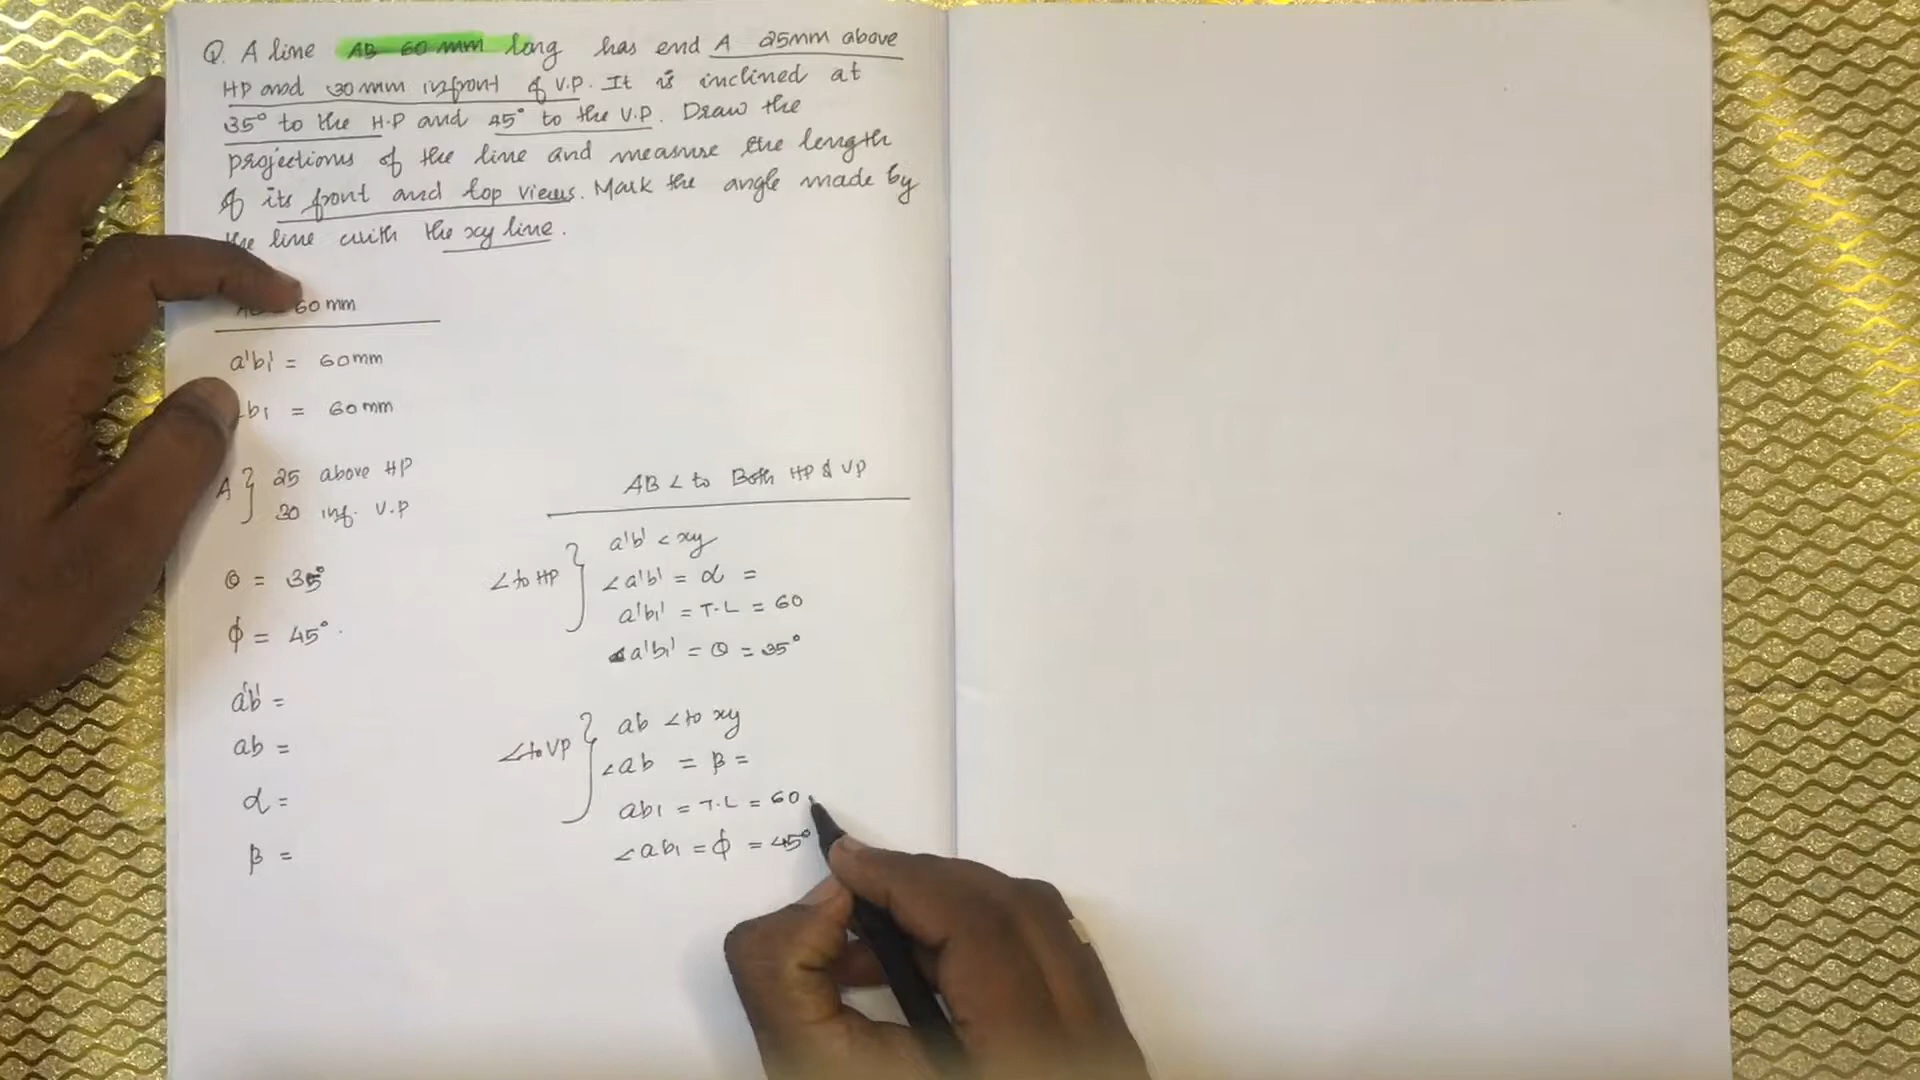 Q. A line AB 60 mm long has end A 25mm above
HP and 30 mm infront of V.P. It is inclined at
35° to the H.P and 45° to the V.P. Draw the
projections of the line and measure the length
of its front and top views. Mark the angle made by
the line with the xy line.
60 mm
a'b1' = 60mm
b1 = 60mm
A } 25 above HP
30 inf. V.P
θ = 35°
ϕ = 45°.
a'b' =
ab =
α =
β =
AB ∠ to Both HP & VP
∠ to HP } a'b' < xy
∠a'b' = α =
a'b1' = T.L = 60
∠a'b1' = θ = 35°
∠to VP } ab ∠to xy
∠ab = β =
ab1 = T.L = 60
∠ab1 = ϕ = 45°